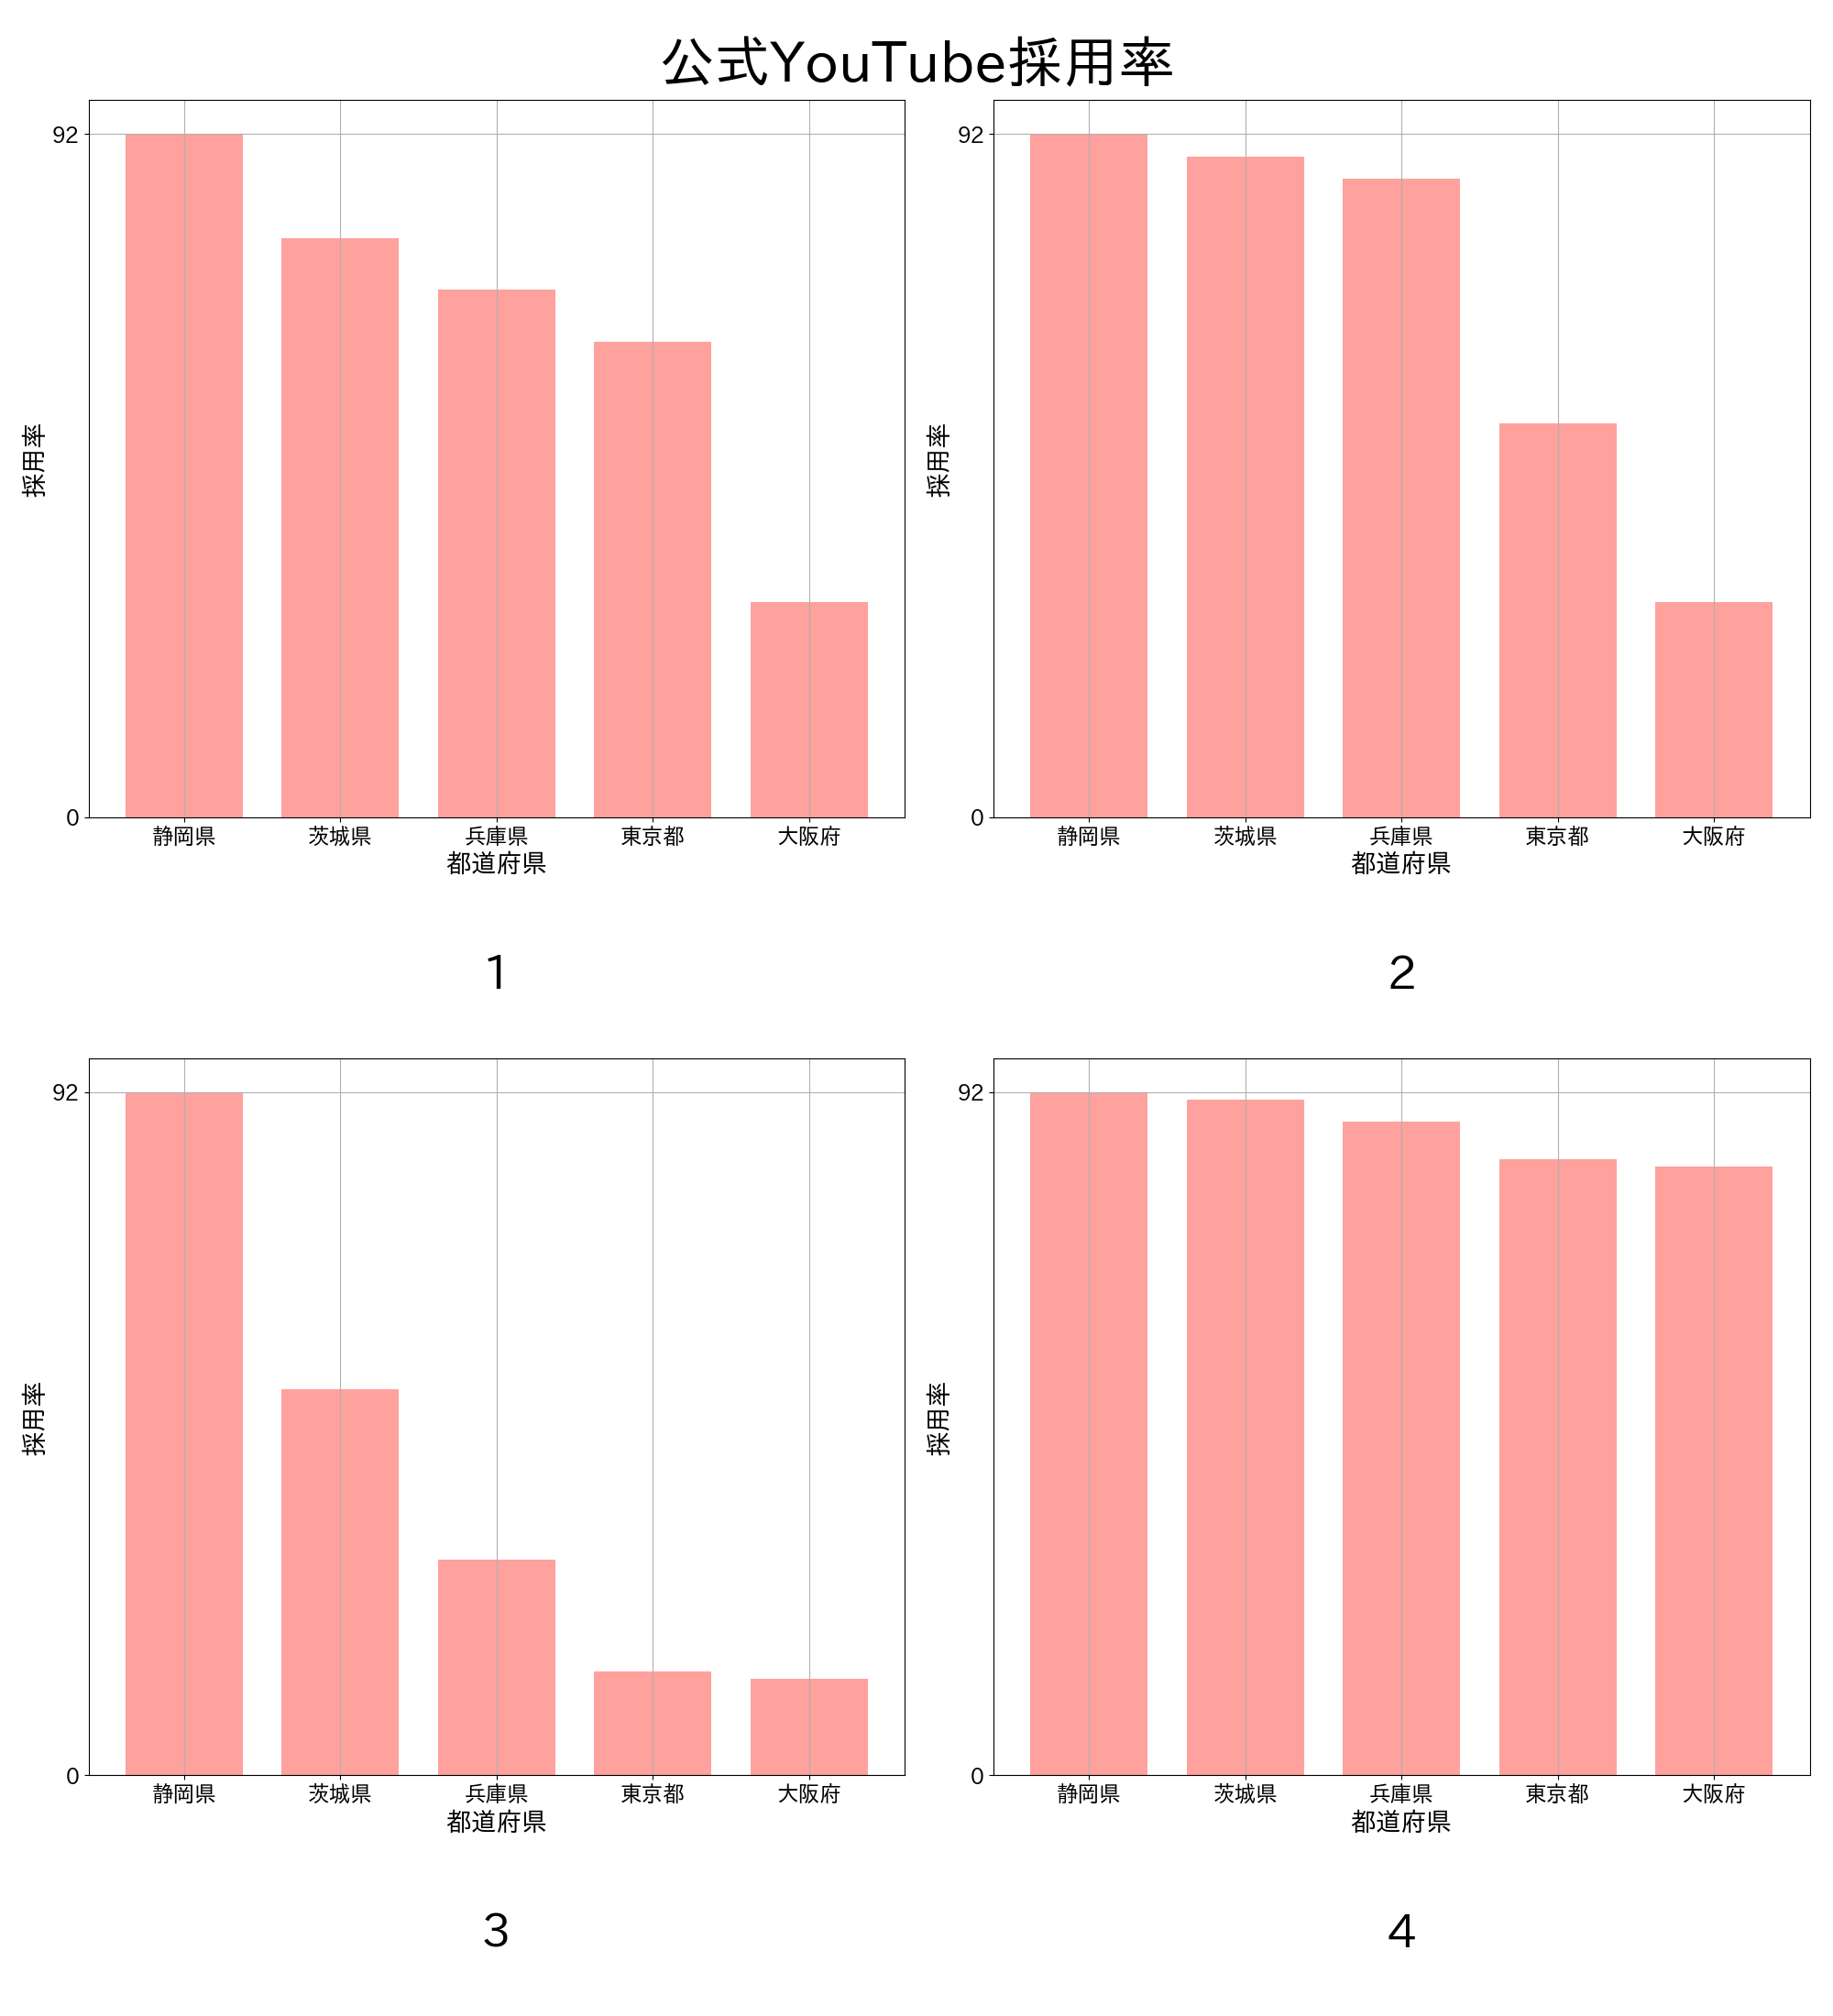 公式YouTube採用率
92
0
採用率
静岡県 茨城県 兵庫県 東京都 大阪府
都道府県
1
92
0
採用率
静岡県 茨城県 兵庫県 東京都 大阪府
都道府県
2
92
0
採用率
静岡県 茨城県 兵庫県 東京都 大阪府
都道府県
3
92
0
採用率
静岡県 茨城県 兵庫県 東京都 大阪府
都道府県
4